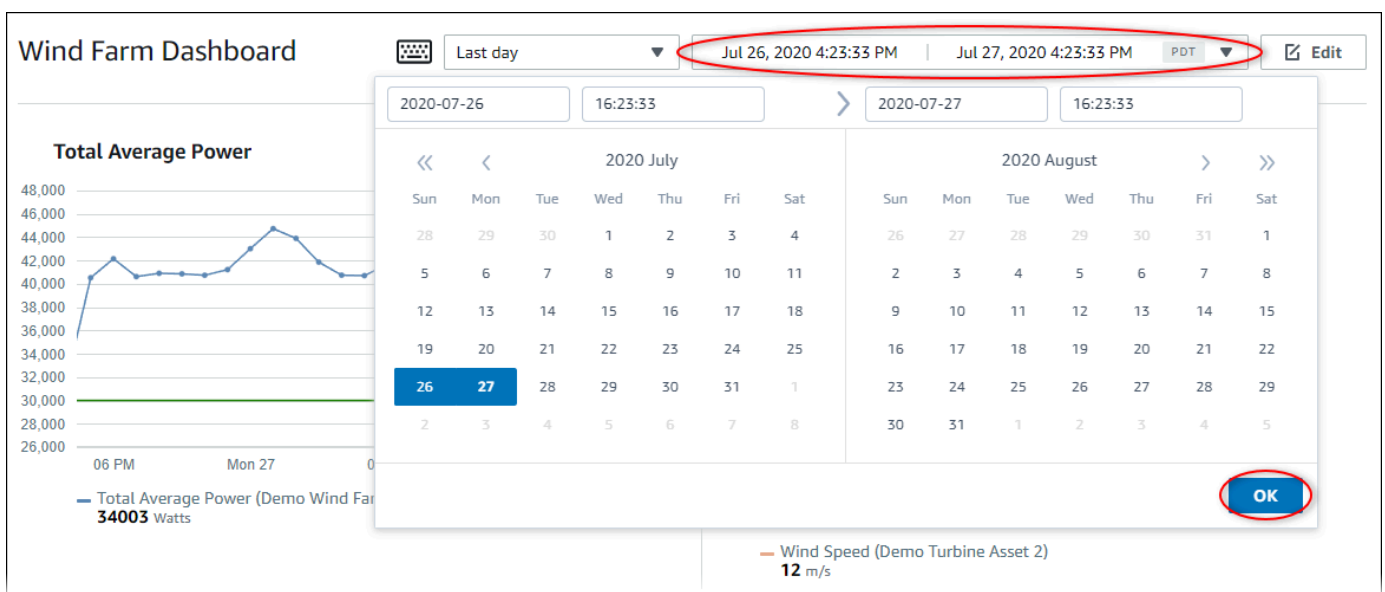 Wind Farm Dashboard
Last day
Jul 26, 2020 4:23:33 PM | Jul 27, 2020 4:23:33 PM PDT
Edit
2020-07-26 16:23:33 2020-07-27 16:23:33
2020 July
Sun Mon Tue Wed Thu Fri Sat
28 29 30 1 2 3 4
5 6 7 8 9 10 11
12 13 14 15 16 17 18
19 20 21 22 23 24 25
26 27 28 29 30 31 1
2 3 4 5 6 7 8
2020 August
Sun Mon Tue Wed Thu Fri Sat
26 27 28 29 30 31 1
2 3 4 5 6 7 8
9 10 11 12 13 14 15
16 17 18 19 20 21 22
23 24 25 26 27 28 29
30 31 1 2 3 4 5
OK
Total Average Power
48,000
46,000
44,000
42,000
40,000
38,000
36,000
34,000
32,000
30,000
28,000
26,000
06 PM Mon 27 0
Total Average Power (Demo Wind Far
34003 Watts
Wind Speed (Demo Turbine Asset 2)
12 m/s